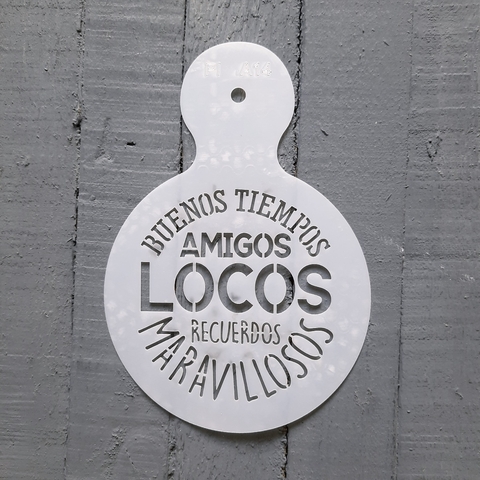 BUENOS TIEMPOS
AMIGOS
LOCOS
RECUERDOS
MARAVILLOSOS